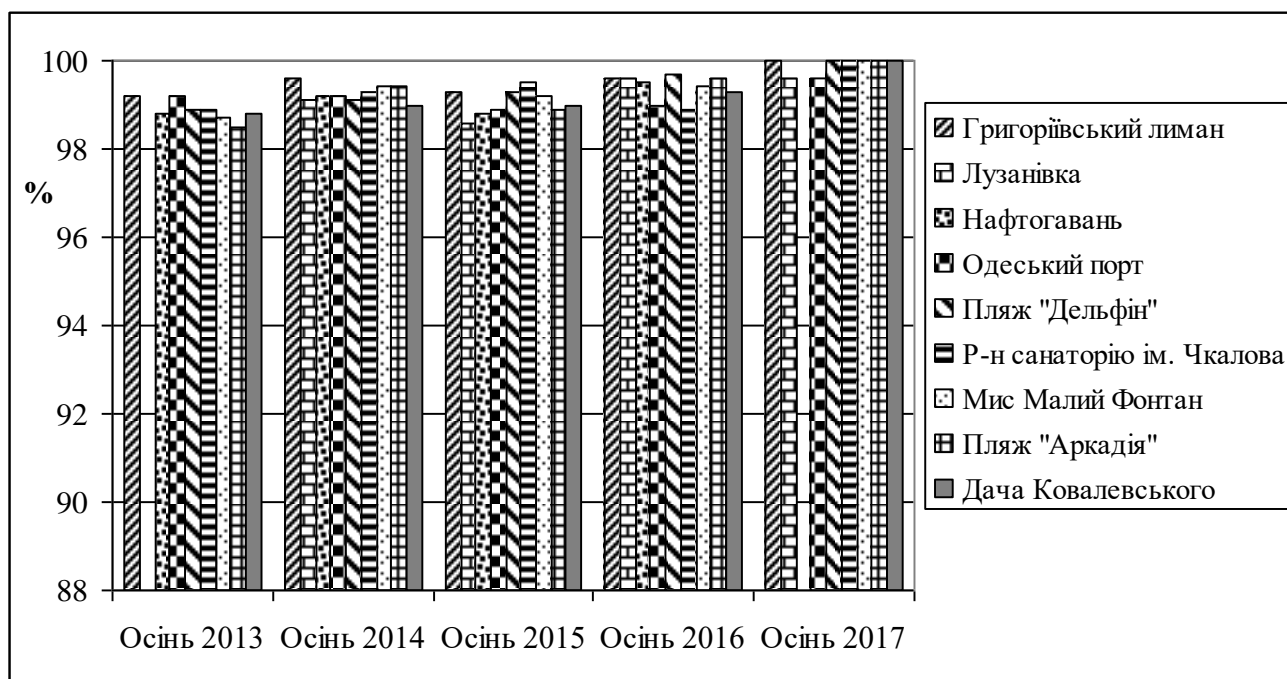 100
98
%
96
94
92
90
88
Осінь 2013 Осінь 2014 Осінь 2015 Осінь 2016 Осінь 2017
Григоріївський лиман
Лузанівка
Нафтогавань
Одеський порт
Пляж "Дельфін"
Р-н санаторію ім. Чкалова
Мис Малий Фонтан
Пляж "Аркадія"
Дача Ковалевського